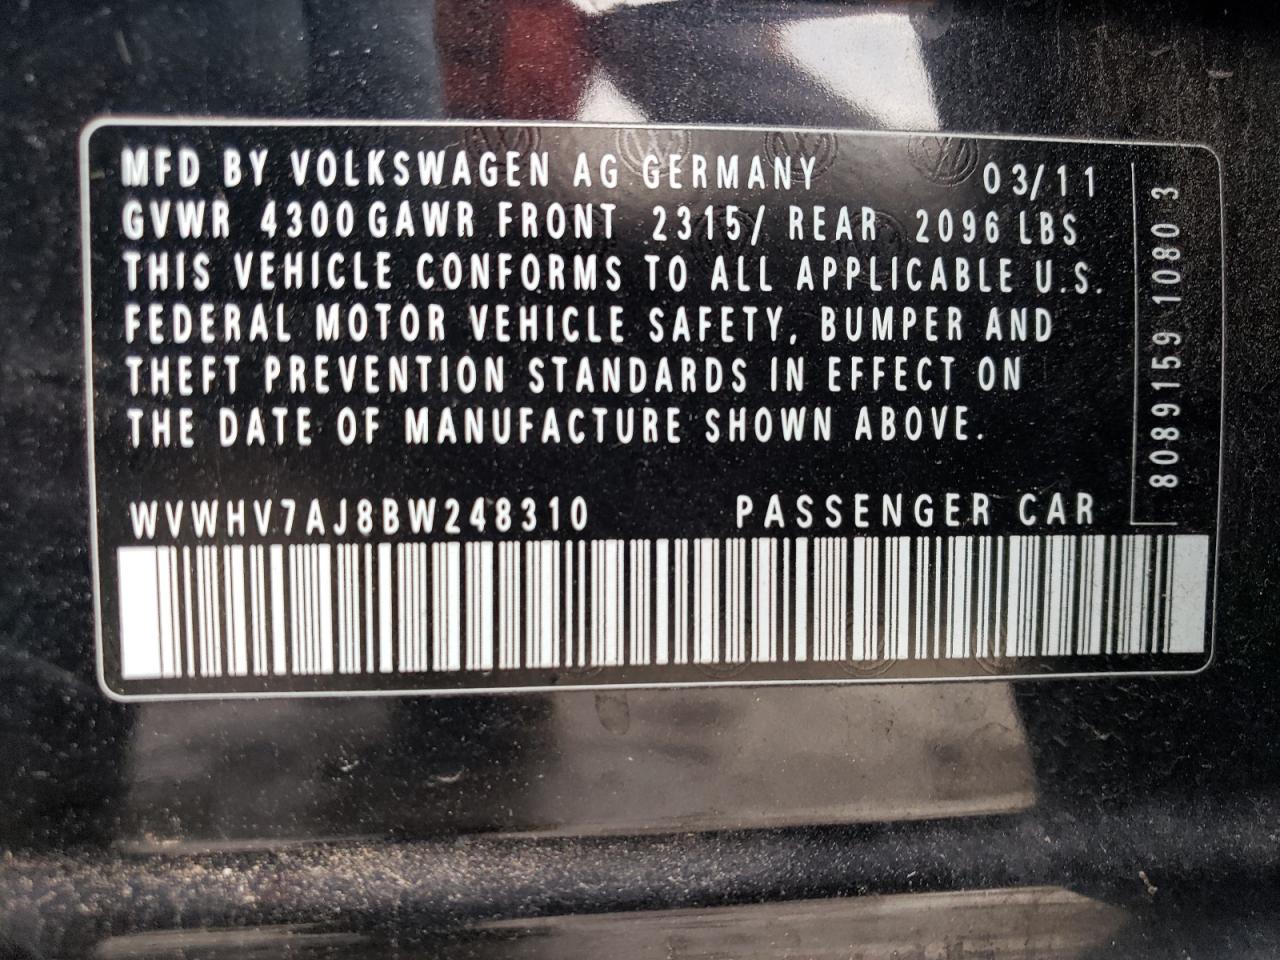 MFD BY VOLKSWAGEN AG GERMANY 03/11
GVWR 4300 GAWR FRONT 2315/ REAR 2096 LBS
THIS VEHICLE CONFORMS TO ALL APPLICABLE U.S.
FEDERAL MOTOR VEHICLE SAFETY, BUMPER AND
THEFT PREVENTION STANDARDS IN EFFECT ON
THE DATE OF MANUFACTURE SHOWN ABOVE.
WVWHV7AJ8BW248310 PASSENGER CAR
8089159 1080 3